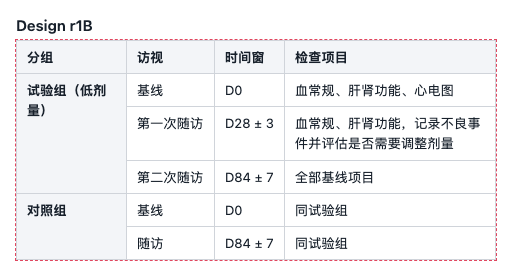 Design r1B
分组 访视 时间窗 检查项目
试验组（低剂量） 基线 D0 血常规、肝肾功能、心电图
第一次随访 D28 ± 3 血常规、肝肾功能，记录不良事
件并评估是否需要调整剂量
第二次随访 D84 ± 7 全部基线项目
对照组 基线 D0 同试验组
随访 D84 ± 7 同试验组